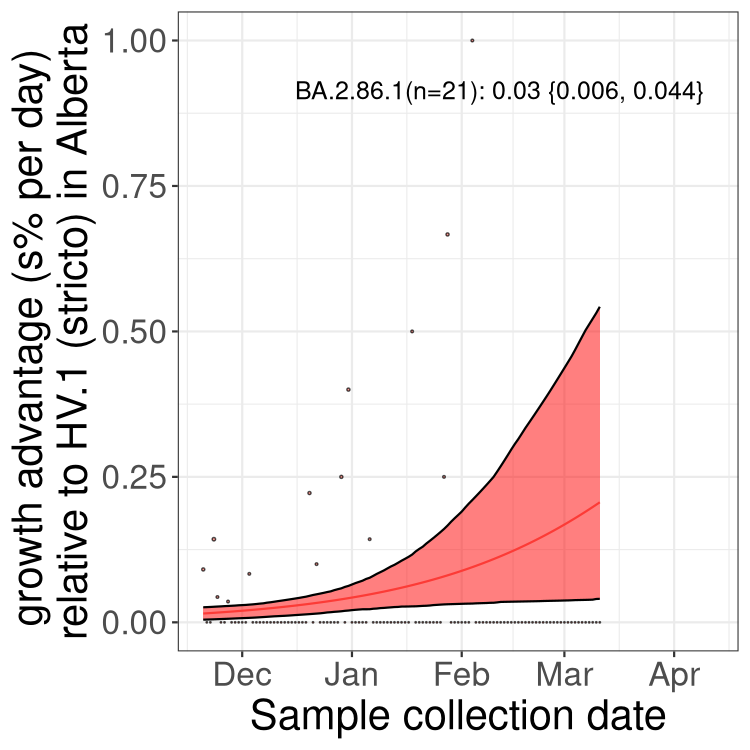 growth advantage (s% per day)
relative to HV.1 (stricto) in Alberta
1.00
BA.2.86.1(n=21): 0.03 {0.006, 0.044}
0.75
0.50
0.25
0.00
Dec Jan Feb Mar Apr
Sample collection date